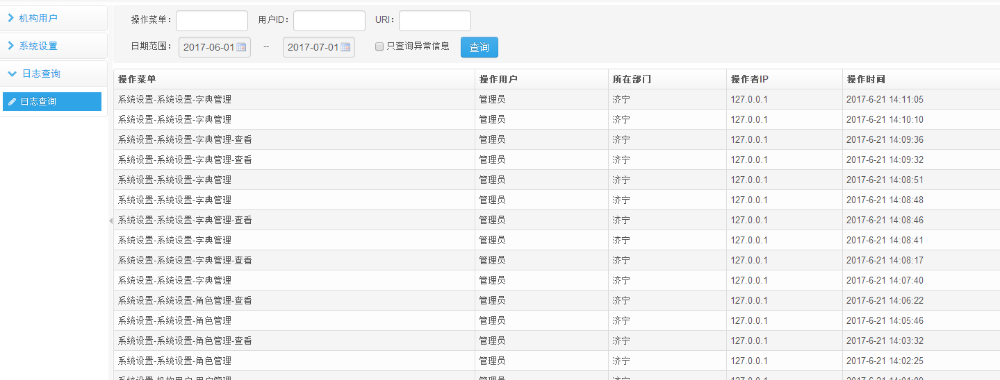 机构用户
系统设置
日志查询
日志查询
操作菜单： 用户ID： URI：
日期范围： 2017-06-01 -- 2017-07-01 只查询异常信息 查询
操作菜单 操作用户 所在部门 操作者IP 操作时间
系统设置-系统设置-字典管理 管理员 济宁 127.0.0.1 2017-6-21 14:11:05
系统设置-系统设置-字典管理 管理员 济宁 127.0.0.1 2017-6-21 14:10:10
系统设置-系统设置-字典管理-查看 管理员 济宁 127.0.0.1 2017-6-21 14:09:36
系统设置-系统设置-字典管理-查看 管理员 济宁 127.0.0.1 2017-6-21 14:09:32
系统设置-系统设置-字典管理 管理员 济宁 127.0.0.1 2017-6-21 14:08:51
系统设置-系统设置-字典管理 管理员 济宁 127.0.0.1 2017-6-21 14:08:48
系统设置-系统设置-字典管理-查看 管理员 济宁 127.0.0.1 2017-6-21 14:08:46
系统设置-系统设置-字典管理 管理员 济宁 127.0.0.1 2017-6-21 14:08:41
系统设置-系统设置-字典管理-查看 管理员 济宁 127.0.0.1 2017-6-21 14:08:17
系统设置-系统设置-字典管理 管理员 济宁 127.0.0.1 2017-6-21 14:07:40
系统设置-系统设置-角色管理-查看 管理员 济宁 127.0.0.1 2017-6-21 14:06:22
系统设置-系统设置-角色管理 管理员 济宁 127.0.0.1 2017-6-21 14:05:46
系统设置-系统设置-角色管理-查看 管理员 济宁 127.0.0.1 2017-6-21 14:03:32
系统设置-系统设置-角色管理 管理员 济宁 127.0.0.1 2017-6-21 14:02:25
系统设置-机构用户-用户管理 管理员 济宁 127.0.0.1 2017-6-21